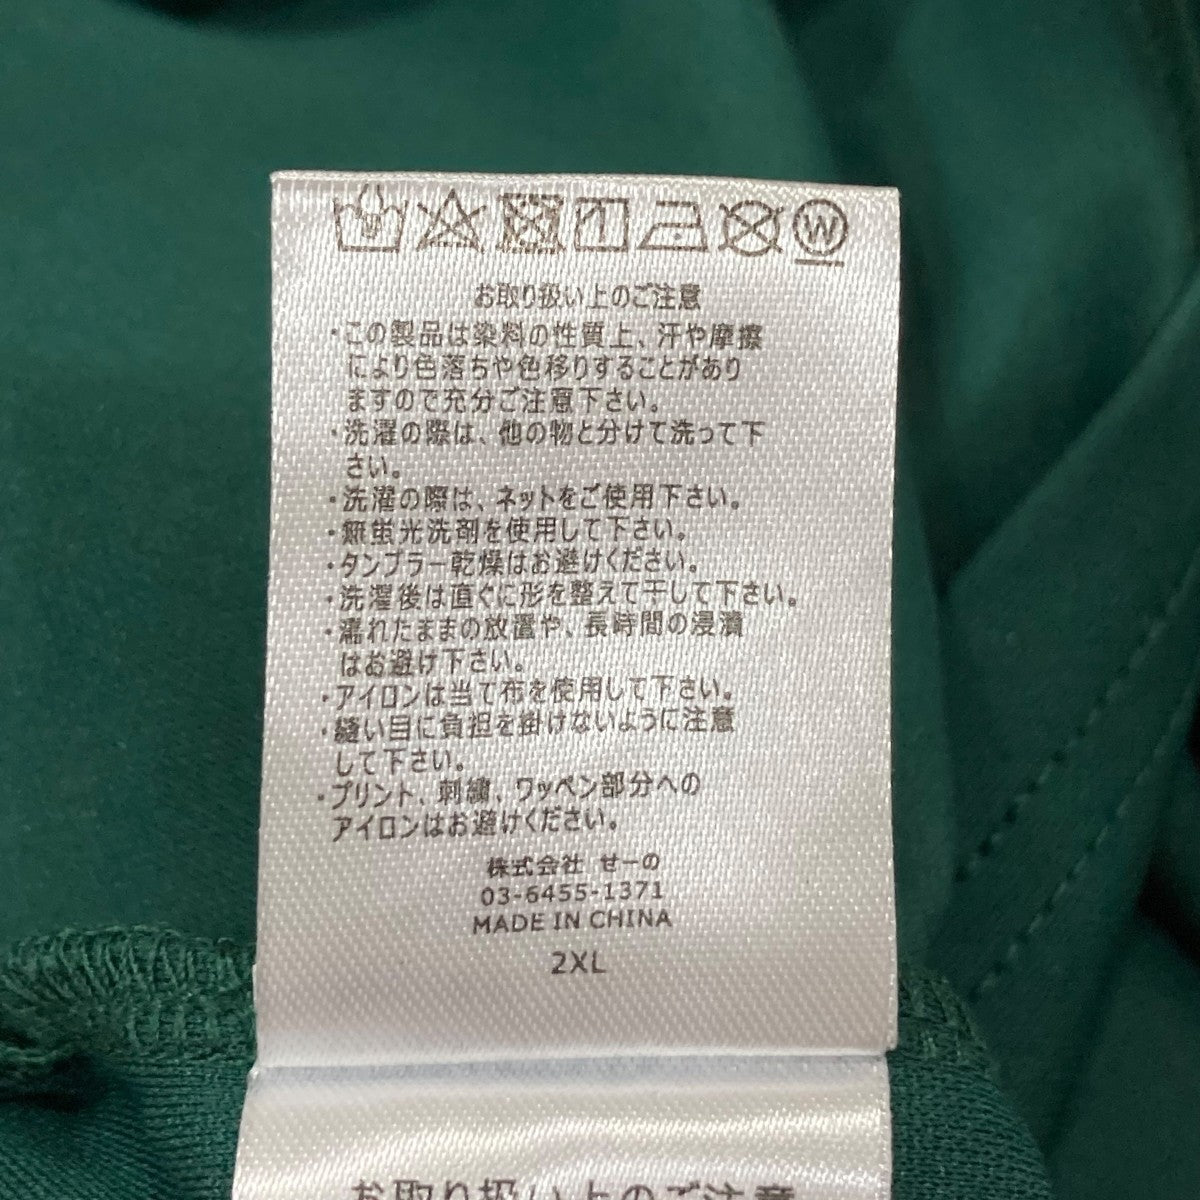 W
お取り扱い上のご注意
・この製品は染料の性質上、汗や摩擦
により色落ちや色移りすることがあり
ますので充分ご注意下さい。
・洗濯の際は、他の物と分けて洗って下
さい。
・洗濯の際は、ネットをご使用下さい。
・無蛍光洗剤を使用して下さい。
・タンブラー乾燥はお避けください。
・洗濯後は直ぐに形を整えて干して下さい。
・濡れたままの放置や、長時間の浸漬
はお避け下さい。
・アイロンは当て布を使用して下さい。
・縫い目に負担を掛けないように注意
して下さい。
・プリント、刺繍、ワッペン部分への
アイロンはお避けください。
株式会社 せーの
03-6455-1371
MADE IN CHINA
2XL
お取り扱い上のご注意